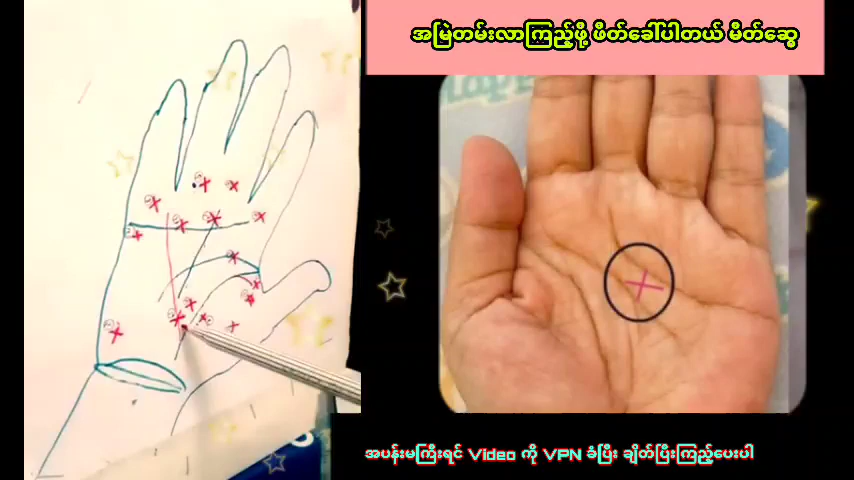 အမြဲတမ်းလာကြည့်ဖို့ ဖိတ်ခေါ်ပါတယ် မိတ်ဆွေ
အပန်းမကြီးရင် Video ကို VPN ခံပြီး ချိတ်ပြီးကြည့်ပေးပါ